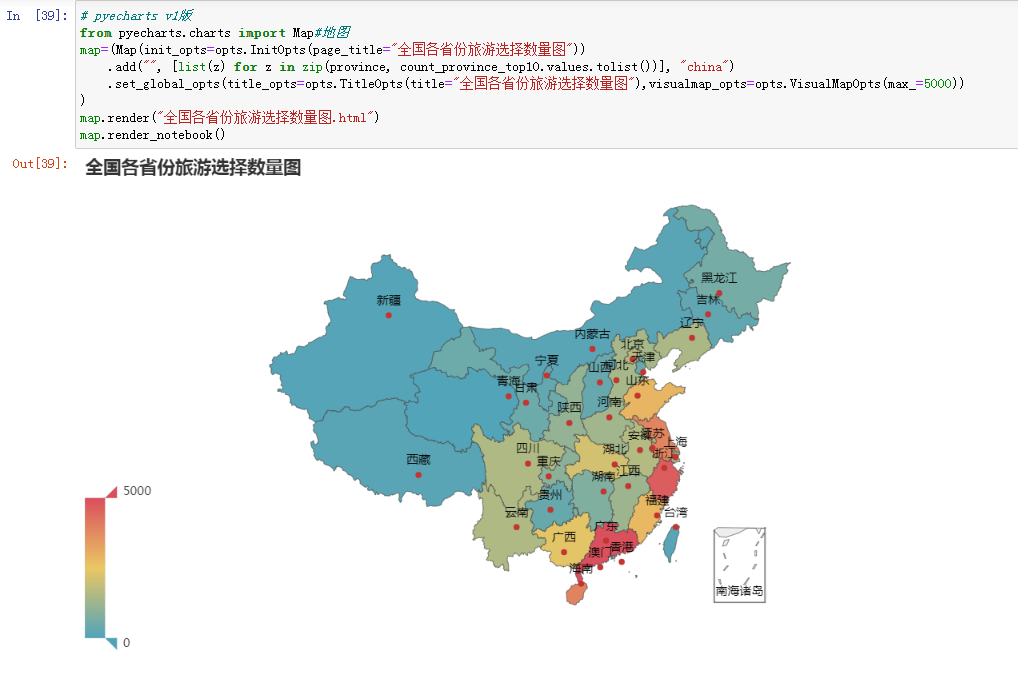 In [39]:
# pyecharts v1版
from pyecharts.charts import Map#地图
map=(Map(init_opts=opts.InitOpts(page_title="全国各省份旅游选择数量图"))
.add("", [list(z) for z in zip(province, count_province_top10.values.tolist())], "china")
.set_global_opts(title_opts=opts.TitleOpts(title="全国各省份旅游选择数量图"),visualmap_opts=opts.VisualMapOpts(max_=5000))
)
map.render("全国各省份旅游选择数量图.html")
map.render_notebook()
Out[39]:
全国各省份旅游选择数量图
黑龙江
新疆
吉林
辽宁
内蒙古
北京
天津
宁夏
山西
河北
青海
甘肃
山东
陕西
河南
安徽
江苏
上海
四川
湖北
浙江
西藏
重庆
湖南
江西
贵州
福建
云南
台湾
广西
广东
澳门
香港
海南
南海诸岛
5000
0